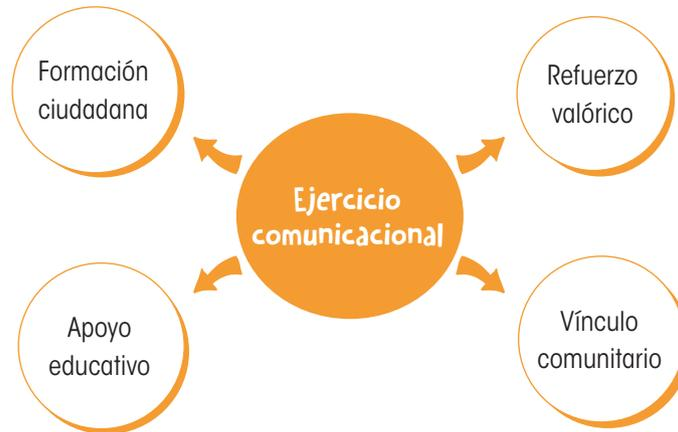 Formación
ciudadana
Refuerzo
valórico
Ejercicio
comunicacional
Apoyo
educativo
Vínculo
comunitario